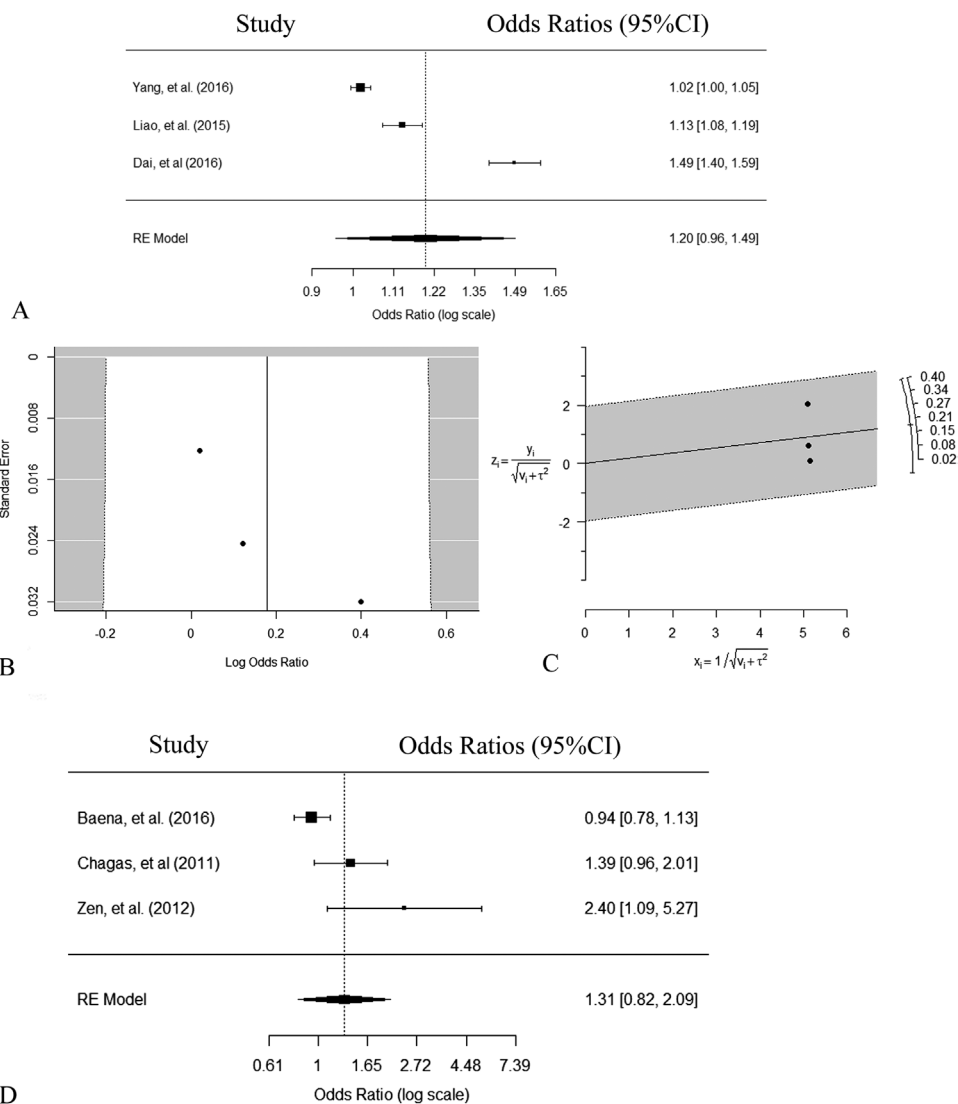 Study Odds Ratios (95%CI)
Yang, et al. (2016) 1.02 [1.00, 1.05]
Liao, et al. (2015) 1.13 [1.08, 1.19]
Dai, et al (2016) 1.49 [1.40, 1.59]
RE Model 1.20 [0.96, 1.49]
0.9 1 1.11 1.22 1.35 1.49 1.65
Odds Ratio (log scale)
A
Standard Error
0
0.008
0.016
0.024
0.032
-0.2 0 0.2 0.4 0.6
Log Odds Ratio
B
zᵢ = yᵢ / √(vᵢ + τ²)
2
0
-2
0.40
0.34
0.27
0.21
0.15
0.08
0.02
0 1 2 3 4 5 6
xᵢ = 1/√(vᵢ + τ²)
C
Study Odds Ratios (95%CI)
Baena, et al. (2016) 0.94 [0.78, 1.13]
Chagas, et al (2011) 1.39 [0.96, 2.01]
Zen, et al. (2012) 2.40 [1.09, 5.27]
RE Model 1.31 [0.82, 2.09]
0.61 1 1.65 2.72 4.48 7.39
Odds Ratio (log scale)
D